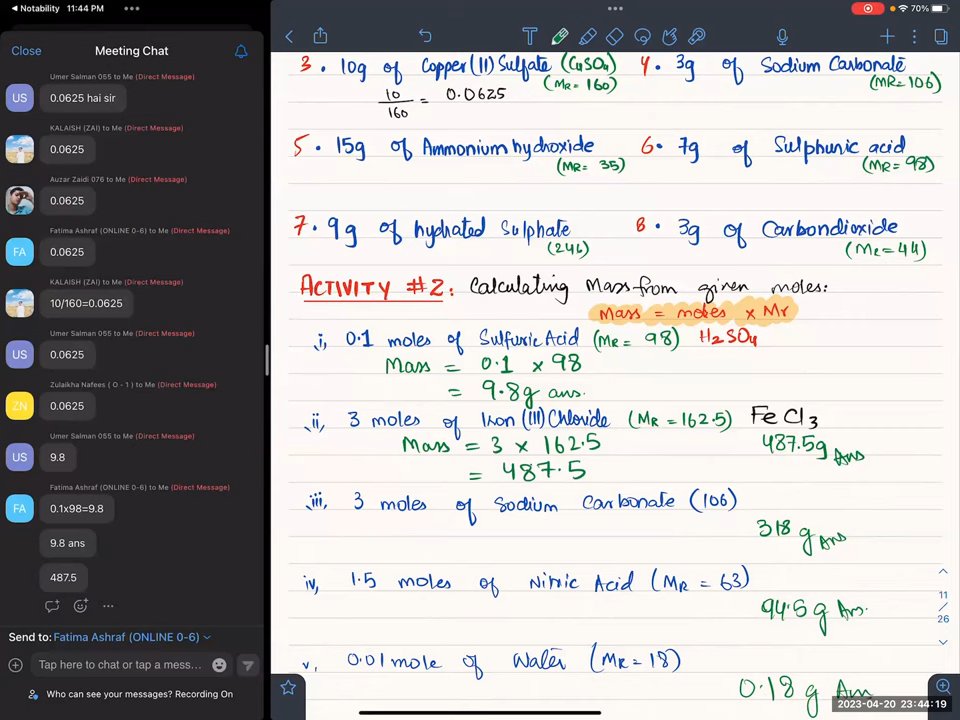 Notability 11:44 PM
70%
Close Meeting Chat
Umer Salman 055 to Me (Direct Message)
US 0.0625 hai sir
KALAISH (ZAI) to Me (Direct Message)
0.0625
Auzar Zaidi 076 to Me (Direct Message)
0.0625
Fatima Ashraf (ONLINE 0-6) to Me (Direct Message)
FA 0.0625
KALAISH (ZAI) to Me (Direct Message)
10/160=0.0625
Umer Salman 055 to Me (Direct Message)
US 0.0625
Zulaikha Nafees ( O - 1 ) to Me (Direct Message)
ZN 0.0625
Umer Salman 055 to Me (Direct Message)
US 9.8
Fatima Ashraf (ONLINE 0-6) to Me (Direct Message)
FA 0.1x98=9.8
9.8 ans
487.5
Send to: Fatima Ashraf (ONLINE 0-6)
Tap here to chat or tap a mess...
Who can see your messages? Recording On
3. 10g of Copper (II) Sulfate (CuSO4) 4. 3g of Sodium Carbonate
(MR = 160) (MR = 106)
10/160 = 0.0625
5. 15g of Ammonium hydroxide 6. 7g of Sulphuric acid
(MR = 35) (MR = 98)
7. 9g of hydrated Sulphate 8. 3g of Carbondioxide
(246) (Mr = 44)
ACTIVITY #2: Calculating Mass from given moles:
Mass = moles × Mr
i, 0.1 moles of Sulfuric Acid (MR = 98) H2SO4
Mass = 0.1 × 98
= 9.8g ans.
ii, 3 moles of Iron (III) Chloride (MR = 162.5) FeCl3
Mass = 3 × 162.5 487.5g Ans
= 487.5
iii, 3 moles of Sodium Carbonate (106)
318 g Ans
iv, 1.5 moles of Nitric Acid (MR = 63)
94.5 g Ans.
v, 0.01 mole of Water (MR = 18)
0.18 g Ans
11
/
26
2023-04-20 23:44:19